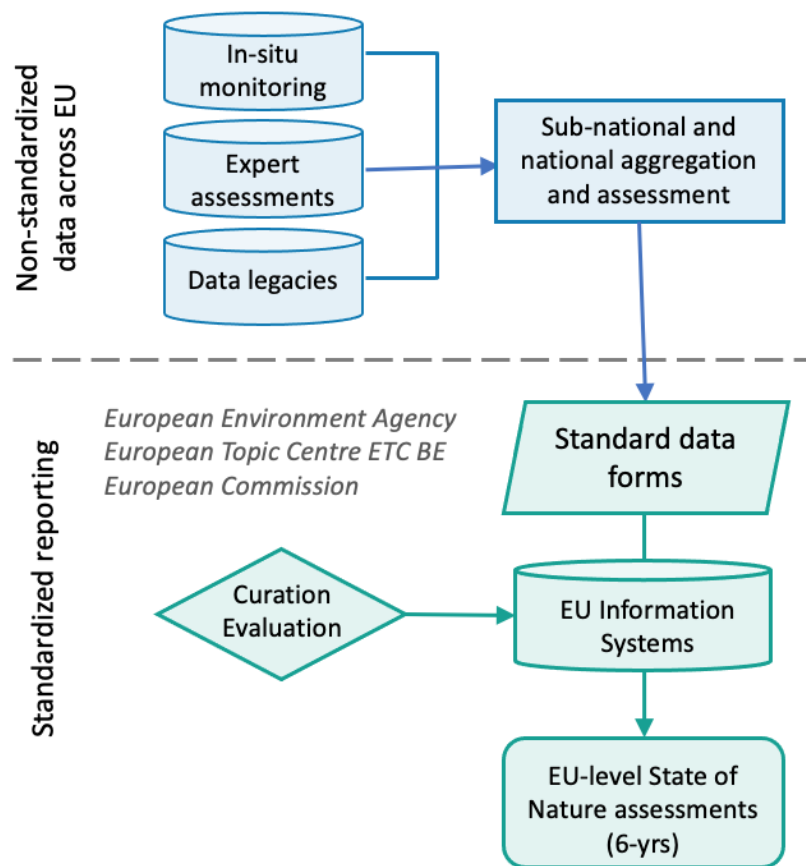 Non-standardized
data across EU
In-situ
monitoring
Expert
assessments
Data legacies
Sub-national and
national aggregation
and assessment
Standardized reporting
European Environment Agency
European Topic Centre ETC BE
European Commission
Standard data
forms
Curation
Evaluation
EU Information
Systems
EU-level State of
Nature assessments
(6-yrs)